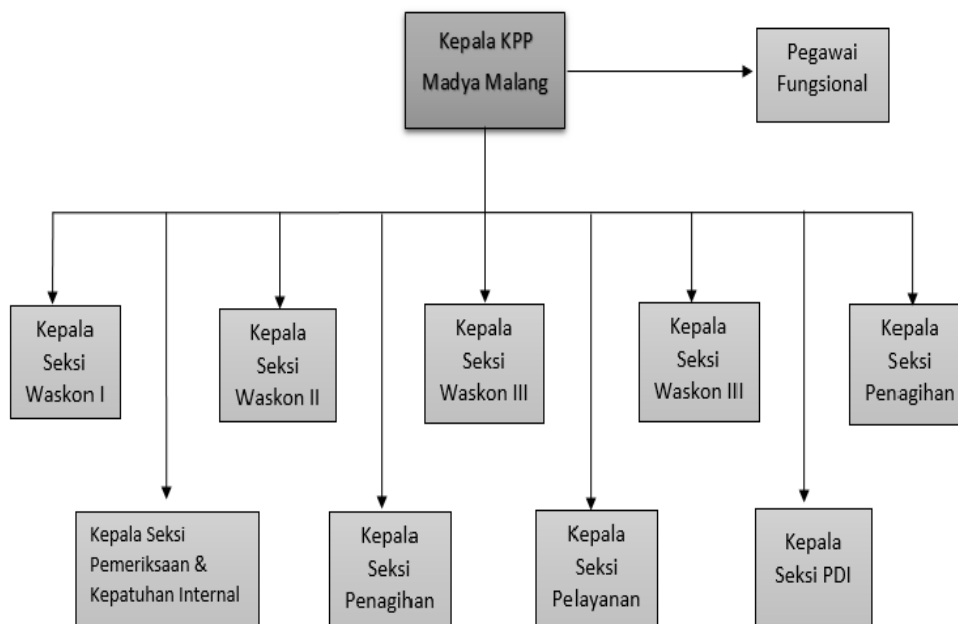 Kepala KPP
Madya Malang
Pegawai
Fungsional
Kepala
Seksi
Waskon I
Kepala
Seksi
Waskon II
Kepala
Seksi
Waskon III
Kepala
Seksi
Waskon III
Kepala
Seksi
Penagihan
Kepala Seksi
Pemeriksaan &
Kepatuhan Internal
Kepala
Seksi
Penagihan
Kepala
Seksi
Pelayanan
Kepala
Seksi PDI